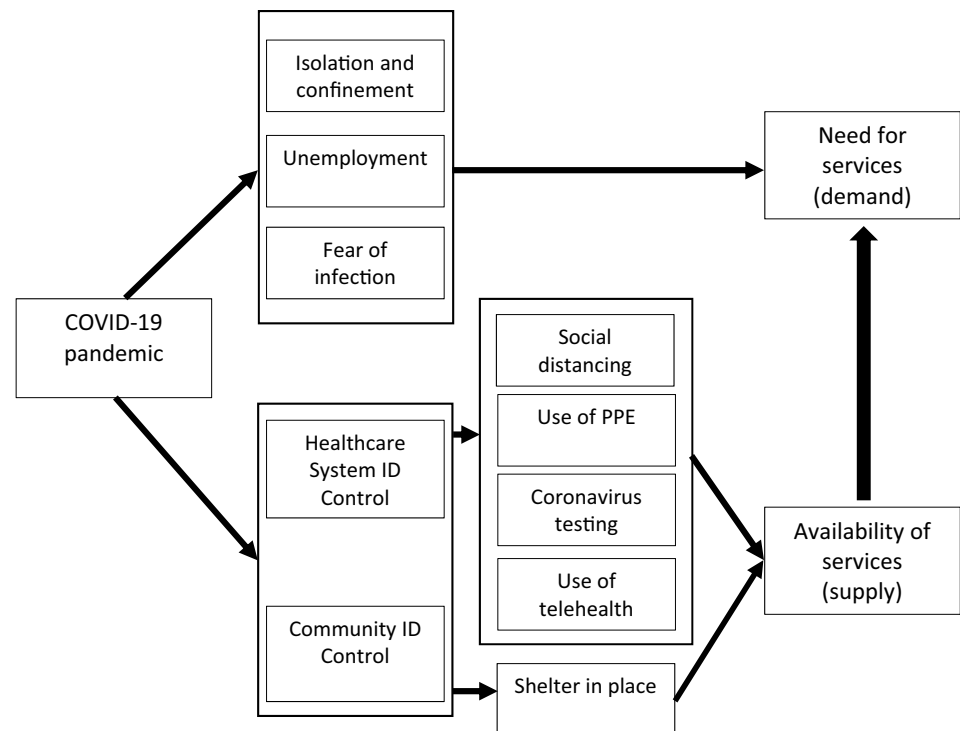 Isolation and
confinement
Unemployment
Fear of
infection
Need for
services
(demand)
COVID-19
pandemic
Social
distancing
Use of PPE
Coronavirus
testing
Use of
telehealth
Healthcare
System ID
Control
Community ID
Control
Shelter in place
Availability of
services
(supply)